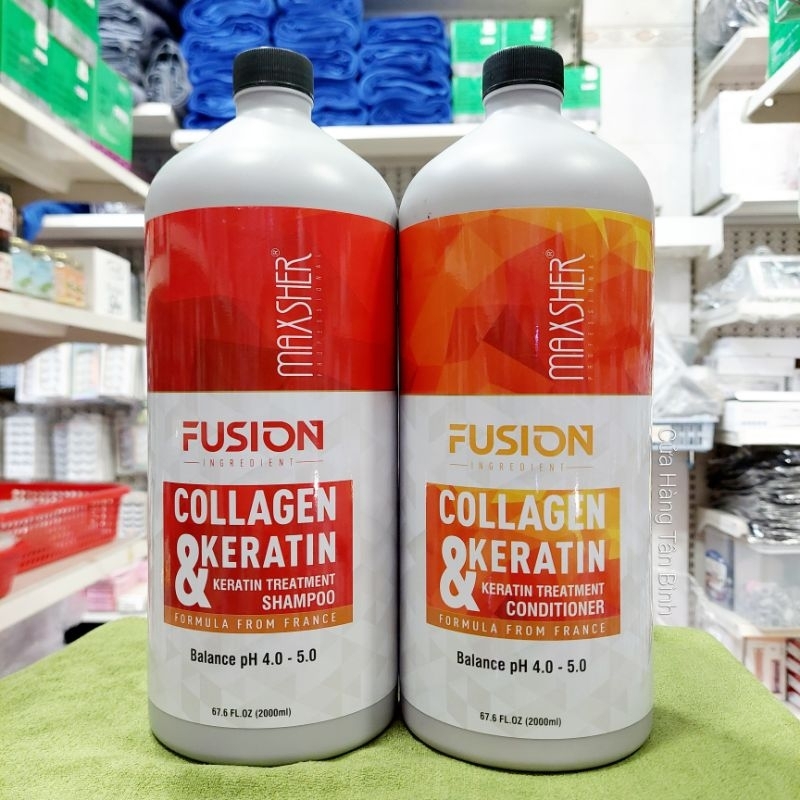 MAXSHER®
PROFESSIONAL
FUSION
INGREDIENT
COLLAGEN
& KERATIN
KERATIN TREATMENT
SHAMPOO
FORMULA FROM FRANCE
Balance pH 4.0 - 5.0
67.6 FL.OZ (2000ml)
MAXSHER®
PROFESSIONAL
FUSION
INGREDIENT
COLLAGEN
& KERATIN
KERATIN TREATMENT
CONDITIONER
FORMULA FROM FRANCE
Balance pH 4.0 - 5.0
67.6 FL.OZ (2000ml)
Cửa Hàng Tân Bình